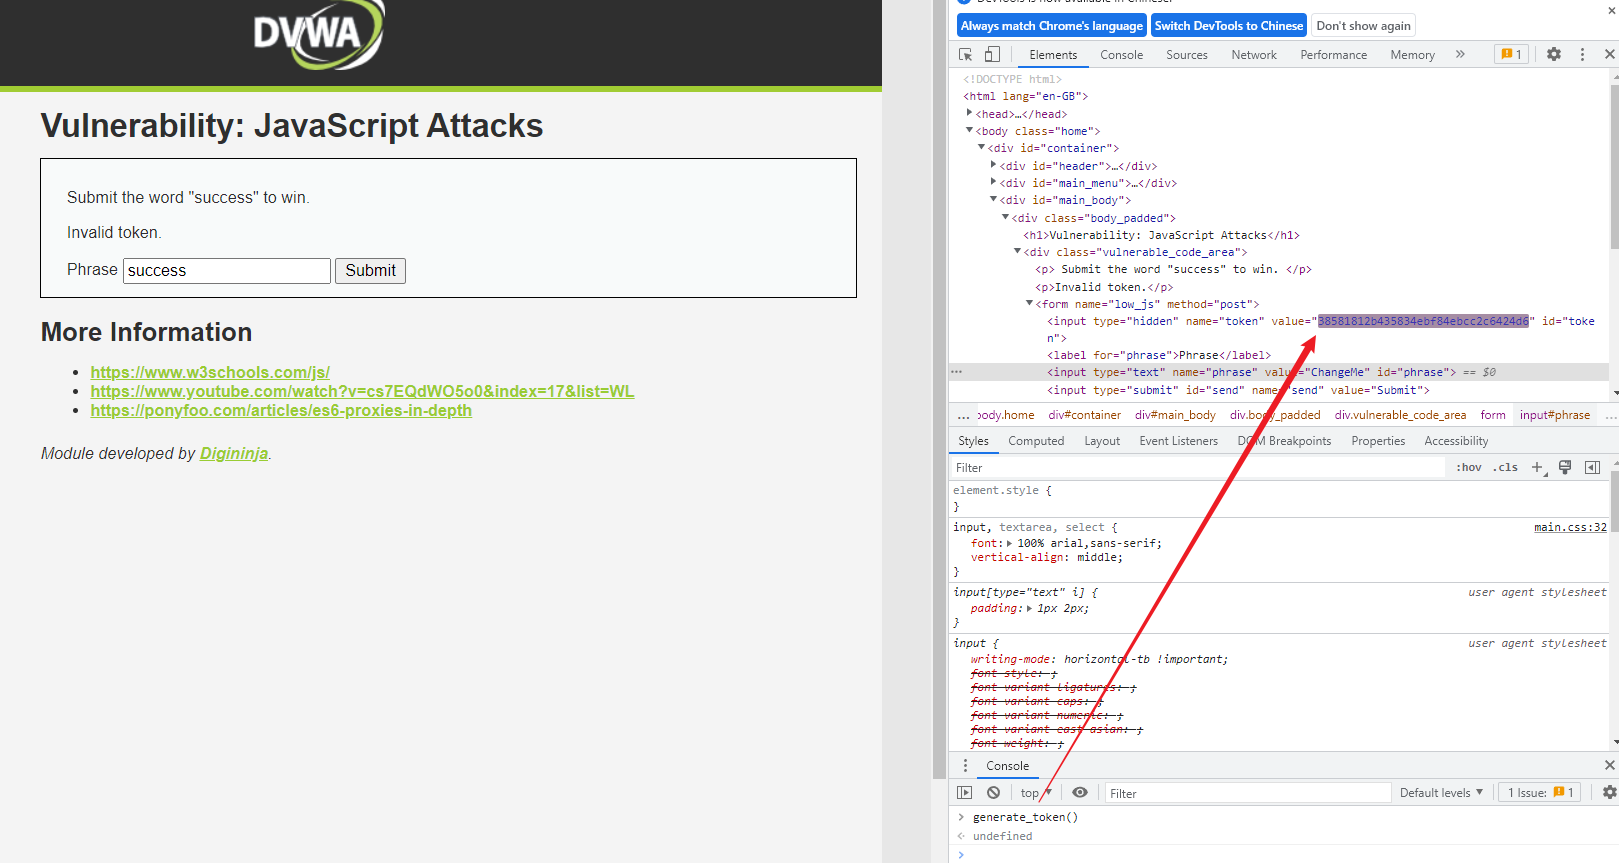 DevTools is now available in Chinese!
Always match Chrome's language
Switch DevTools to Chinese
Don't show again
DVWA
Elements
Console
Sources
Network
Performance
Memory
1
Vulnerability: JavaScript Attacks
Submit the word "success" to win.
Invalid token.
Phrase success Submit
More Information
https://www.w3schools.com/js/
https://www.youtube.com/watch?v=cs7EQdWO5o0&index=17&list=WL
https://ponyfoo.com/articles/es6-proxies-in-depth
Module developed by Digininja.
<!DOCTYPE html>
<html lang="en-GB">
<head>…</head>
<body class="home">
<div id="container">
<div id="header">…</div>
<div id="main_menu">…</div>
<div id="main_body">
<div class="body_padded">
<h1>Vulnerability: JavaScript Attacks</h1>
<div class="vulnerable_code_area">
<p> Submit the word "success" to win. </p>
<p>Invalid token.</p>
<form name="low_js" method="post">
<input type="hidden" name="token" value="38581812b435834ebf84ebcc2c6424d6" id="toke
n">
<label for="phrase">Phrase</label>
<input type="text" name="phrase" value="ChangeMe" id="phrase"> == $0
<input type="submit" id="send" name="send" value="Submit">
… body.home div#container div#main_body div.body_padded div.vulnerable_code_area form input#phrase …
Styles Computed Layout Event Listeners DOM Breakpoints Properties Accessibility
Filter :hov .cls
element.style {
}
input, textarea, select { main.css:32
font: 100% arial,sans-serif;
vertical-align: middle;
}
input[type="text" i] { user agent stylesheet
padding: 1px 2px;
}
input { user agent stylesheet
writing-mode: horizontal-tb !important;
font-style: ;
font-variant-ligatures: ;
font-variant-caps: ;
font-variant-numeric: ;
font-variant-east-asian: ;
font-weight: ;
Console
top Filter Default levels 1 Issue: 1
generate_token()
undefined